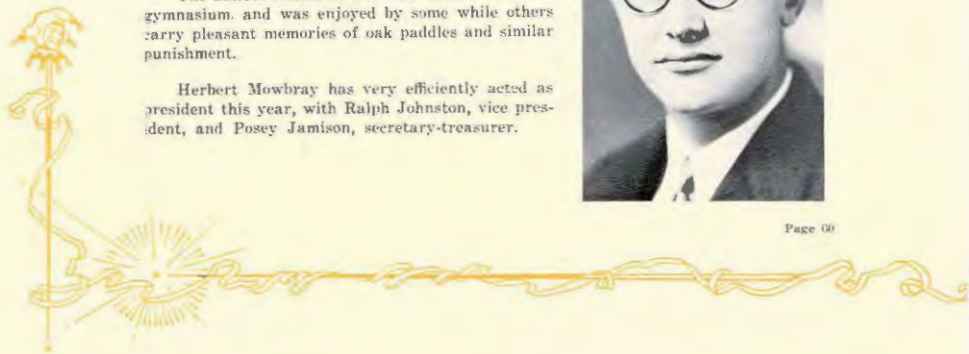 gymnasium. and was enjoyed by some while others
carry pleasant memories of oak paddles and similar
punishment.
Herbert Mowbray has very efficiently acted as
president this year, with Ralph Johnston, vice pres-
ident, and Posey Jamison, secretary-treasurer.
Page 60